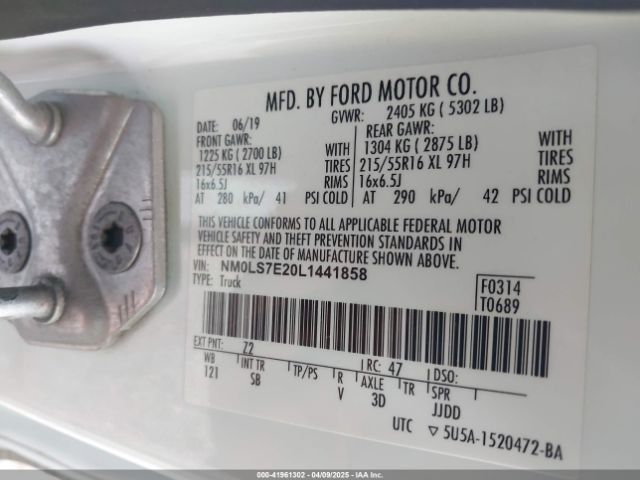 MFD. BY FORD MOTOR CO.
DATE: 06/19 GVWR: 2405 KG ( 5302 LB)
FRONT GAWR: REAR GAWR:
1225 KG ( 2700 LB) WITH 1304 KG ( 2875 LB) WITH
215/55R16 XL 97H TIRES 215/55R16 XL 97H TIRES
16x6.5J RIMS 16x6.5J RIMS
AT 280 kPa/ 41 PSI COLD AT 290 kPa/ 42 PSI COLD
THIS VEHICLE CONFORMS TO ALL APPLICABLE FEDERAL MOTOR
VEHICLE SAFETY AND THEFT PREVENTION STANDARDS IN
EFFECT ON THE DATE OF MANUFACTURE SHOWN ABOVE.
VIN: NM0LS7E20L1441858
TYPE: Truck
F0314
T0689
EXT PNT: Z2 RC: 47 DSO:
WB INT TR TP/PS R AXLE TR SPR
121 SB V 3D JJDD
UTC ▽ 5U5A-1520472-BA
000-41961302 - 04/09/2025 - IAAI.COM